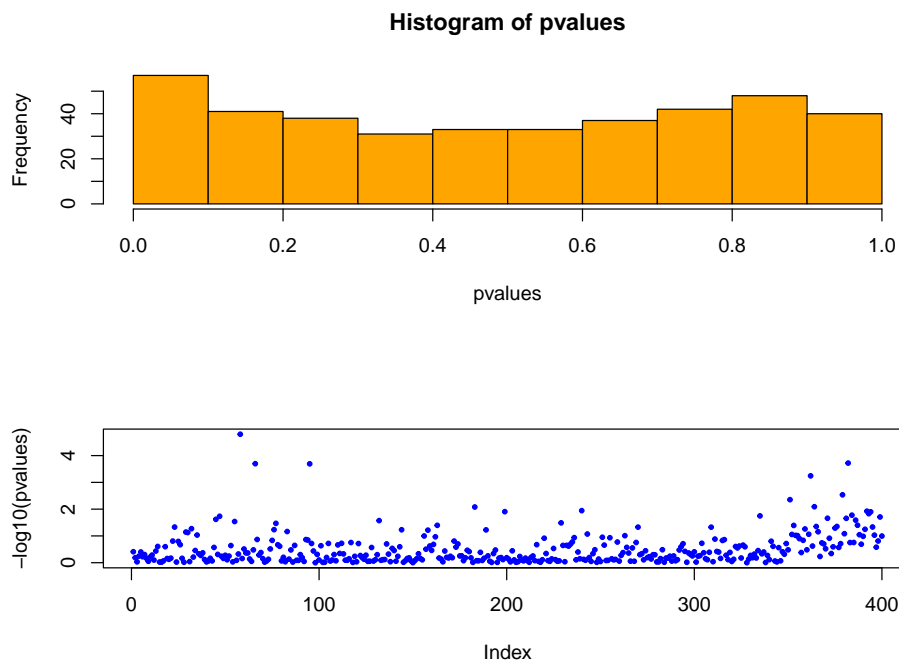 Histogram of pvalues
Frequency
0 20 40
0.0 0.2 0.4 0.6 0.8 1.0
pvalues
−log10(pvalues)
0 2 4
0 100 200 300 400
Index